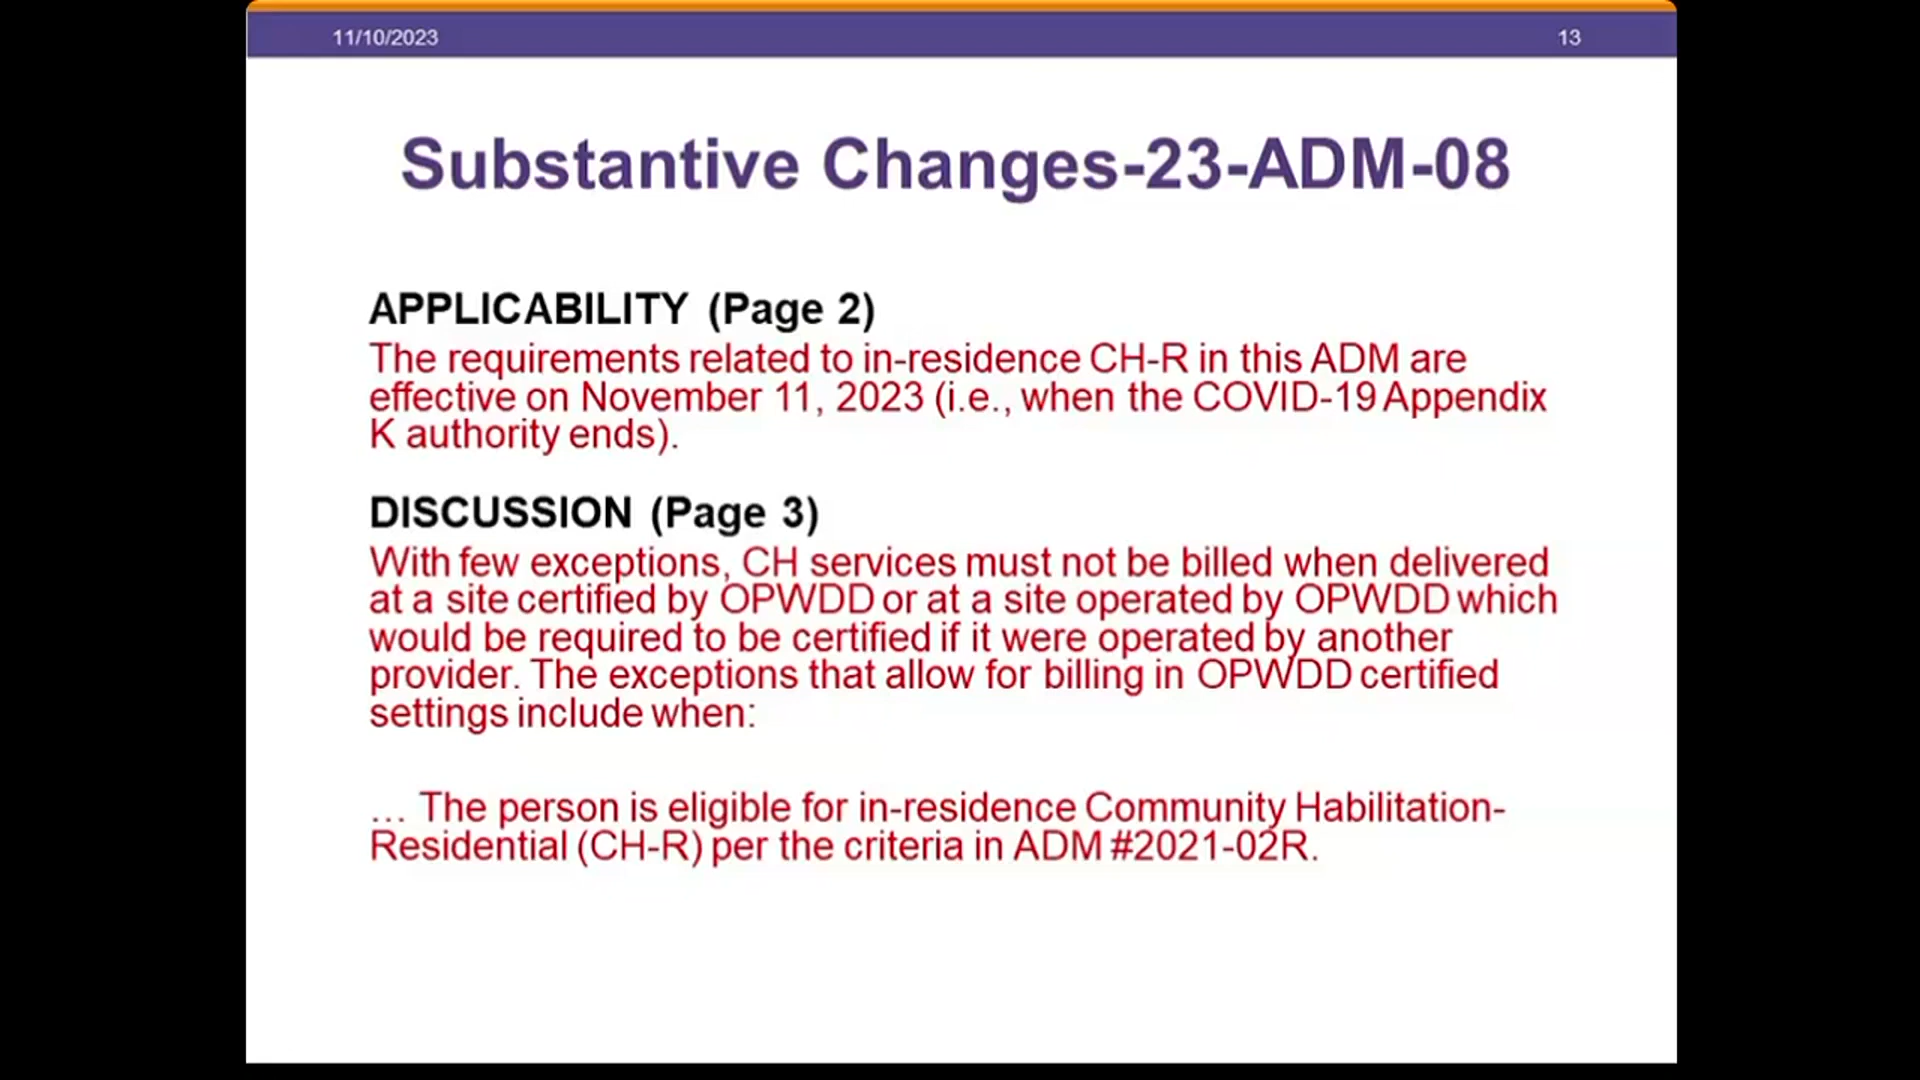 11/10/2023
13
Substantive Changes-23-ADM-08
APPLICABILITY (Page 2)
The requirements related to in-residence CH-R in this ADM are
effective on November 11, 2023 (i.e., when the COVID-19 Appendix
K authority ends).
DISCUSSION (Page 3)
With few exceptions, CH services must not be billed when delivered
at a site certified by OPWDD or at a site operated by OPWDD which
would be required to be certified if it were operated by another
provider. The exceptions that allow for billing in OPWDD certified
settings include when:
… The person is eligible for in-residence Community Habilitation-
Residential (CH-R) per the criteria in ADM #2021-02R.